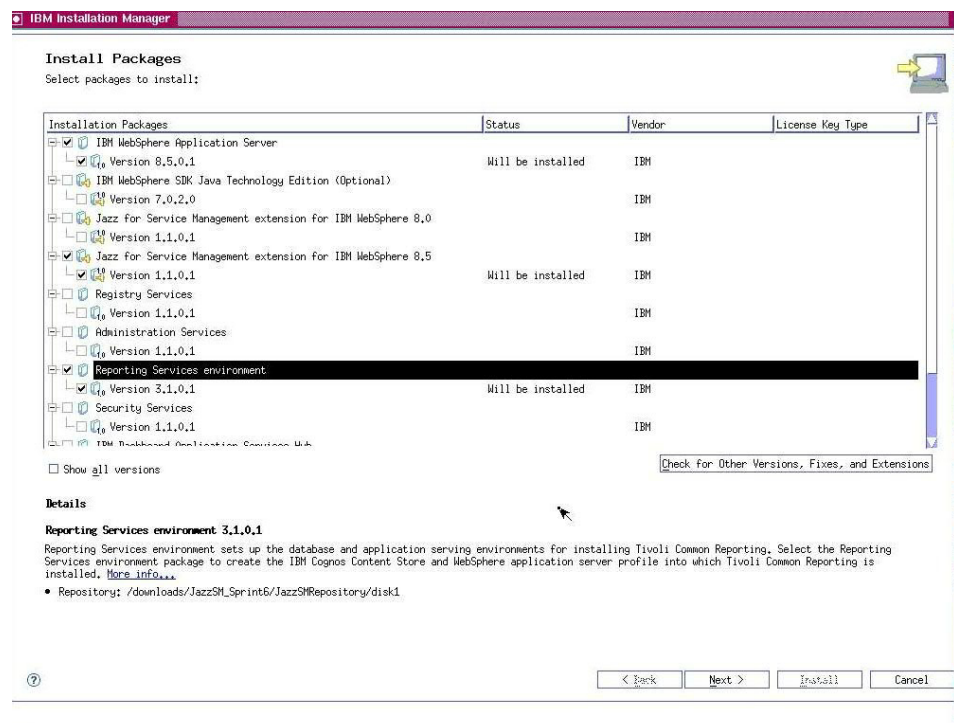 IBM Installation Manager
Install Packages
Select packages to install:
Installation Packages Status Vendor License Key Type
IBM WebSphere Application Server
Version 8.5.0.1 Will be installed IBM
IBM WebSphere SDK Java Technology Edition (Optional)
Version 7.0.2.0 IBM
Jazz for Service Management extension for IBM WebSphere 8.0
Version 1.1.0.1 IBM
Jazz for Service Management extension for IBM WebSphere 8.5
Version 1.1.0.1 Will be installed IBM
Registry Services
Version 1.1.0.1 IBM
Administration Services
Version 1.1.0.1 IBM
Reporting Services environment
Version 3.1.0.1 Will be installed IBM
Security Services
Version 1.1.0.1 IBM
IBM Dashboard Application Services Hub
Show all versions
Check for Other Versions, Fixes, and Extensions
Details
Reporting Services environment 3.1.0.1
Reporting Services environment sets up the database and application serving environments for installing Tivoli Common Reporting. Select the Reporting
Services environment package to create the IBM Cognos Content Store and WebSphere application server profile into which Tivoli Common Reporting is
installed. More info...
• Repository: /downloads/JazzSM_Sprint6/JazzSMRepository/disk1
? < Back Next > Install Cancel